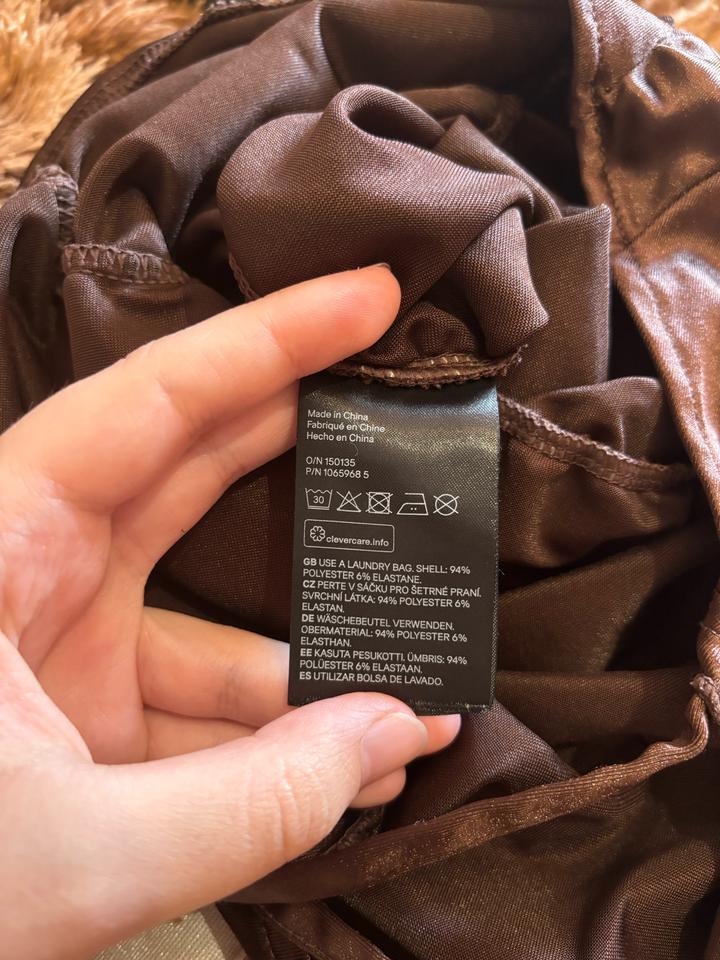 Made in China
Fabriqué en Chine
Hecho en China
O/N 150135
P/N 1065968 5
30
clevercare.info
GB USE A LAUNDRY BAG. SHELL: 94%
POLYESTER 6% ELASTANE.
CZ PERTE V SÁČKU PRO ŠETRNÉ PRANÍ.
SVRCHNÍ LÁTKA: 94% POLYESTER 6%
ELASTAN.
DE WÄSCHEBEUTEL VERWENDEN.
OBERMATERIAL: 94% POLYESTER 6%
ELASTHAN.
EE KASUTA PESUKOTTI. ÜMBRIS: 94%
POLÜESTER 6% ELASTAAN.
ES UTILIZAR BOLSA DE LAVADO.